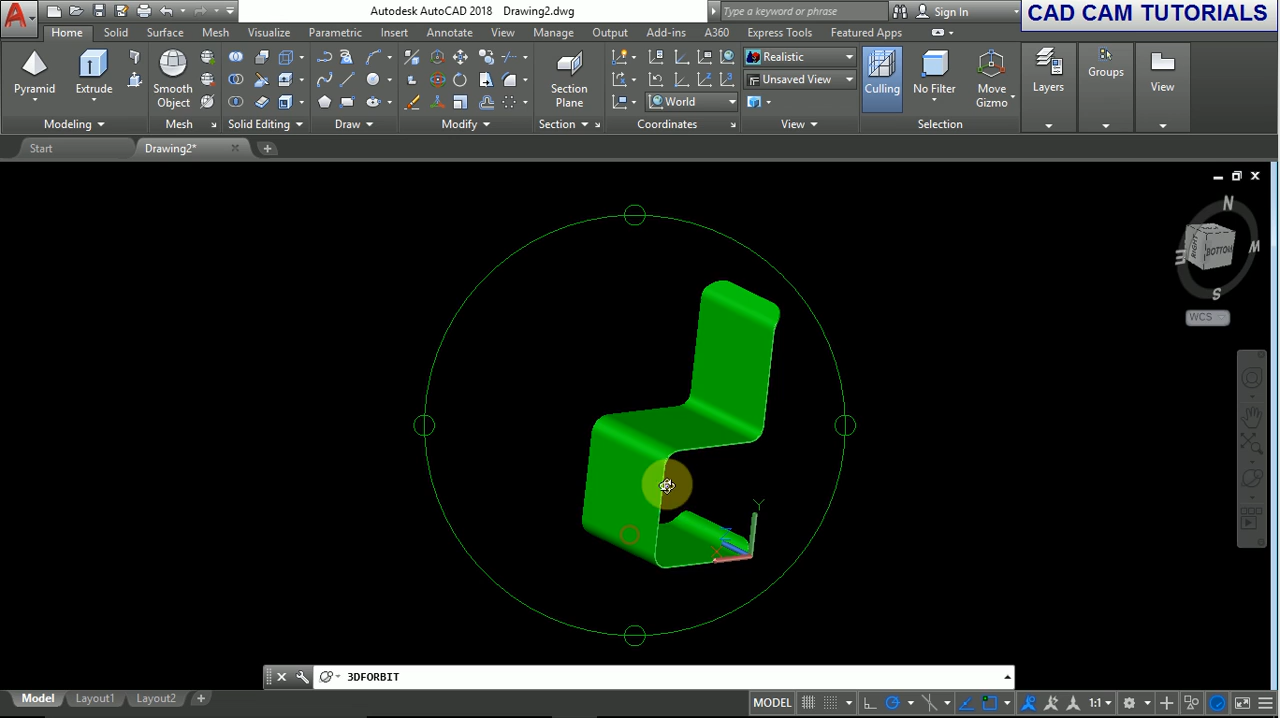 Autodesk AutoCAD 2018 Drawing2.dwg
Type a keyword or phrase
Sign In
CAD CAM TUTORIALS
Home Solid Surface Mesh Visualize Parametric Insert Annotate View Manage Output Add-ins A360 Express Tools Featured Apps
Pyramid
Extrude
Smooth Object
Section Plane
World
Realistic
Unsaved View
Culling
No Filter
Move Gizmo
Layers
Groups
View
Modeling Mesh Solid Editing Draw Modify Section Coordinates View Selection
Start Drawing2*
N
E
W
S
RIGHT
BOTTOM
WCS
Y
X
Z
3DFORBIT
Model Layout1 Layout2
MODEL
1:1